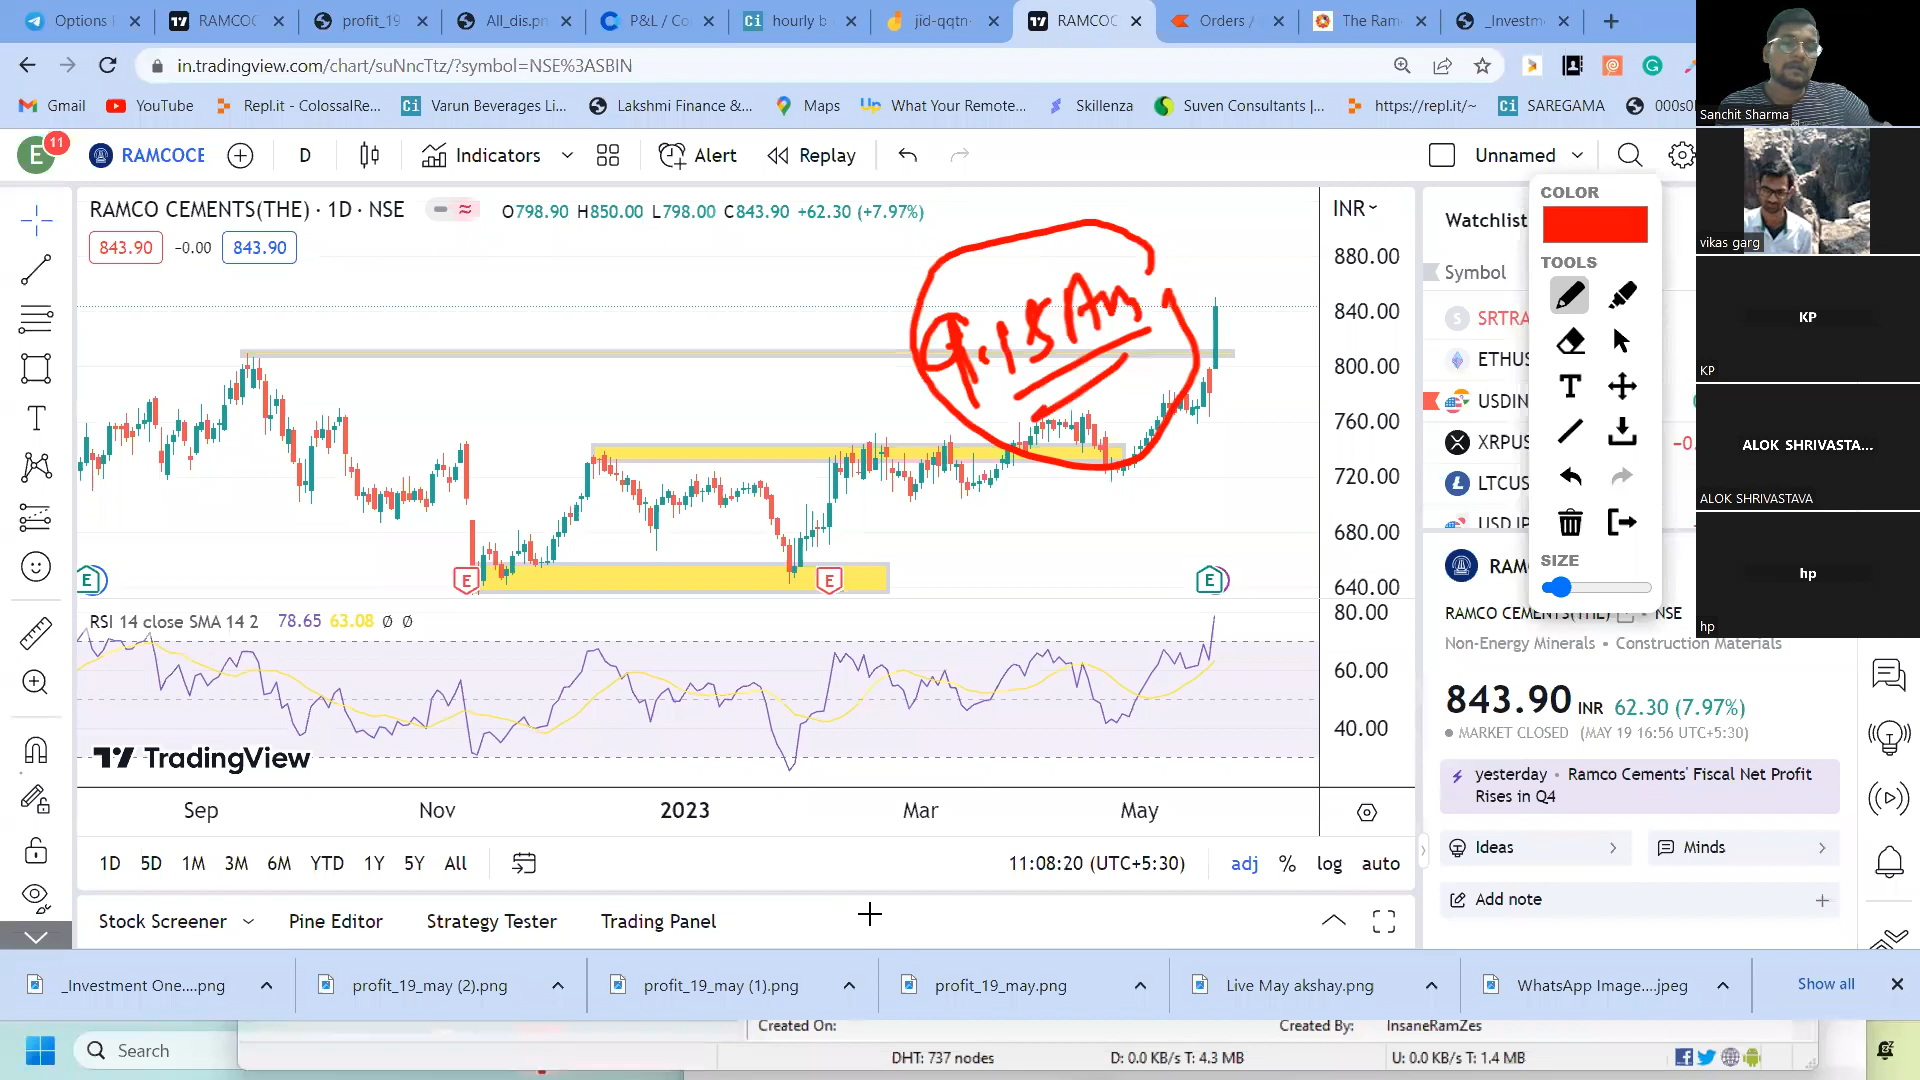 Options
RAMCOC
profit_19
All_dis.pn
P&L / Co
hourly b
jid-qqtn-
RAMCOC
Orders /
The Ram
_Investm
in.tradingview.com/chart/suNncTtz/?symbol=NSE%3ASBIN
Gmail
YouTube
Repl.it - ColossalRe...
Varun Beverages Li...
Lakshmi Finance &...
Maps
What Your Remote...
Skillenza
Suven Consultants |...
https://repl.it/~
SAREGAMA
000s0
Sanchit Sharma
E
11
RAMCOCE
D
Indicators
Alert
Replay
Unnamed
RAMCO CEMENTS(THE) · 1D · NSE
O798.90 H850.00 L798.00 C843.90 +62.30 (+7.97%)
843.90
−0.00
843.90
INR
880.00
840.00
800.00
760.00
720.00
680.00
640.00
9.15 Am
E
E
E
E
RSI 14 close SMA 14 2 78.65 63.08 Ø Ø
80.00
60.00
40.00
TradingView
Sep
Nov
2023
Mar
May
1D
5D
1M
3M
6M
YTD
1Y
5Y
All
11:08:20 (UTC+5:30)
adj
%
log
auto
Stock Screener
Pine Editor
Strategy Tester
Trading Panel
Watchlist
Symbol
SRTRA
ETHUS
USDIN
XRPUS
-0.
LTCUS
USDJP
COLOR
TOOLS
T
SIZE
vikas garg
KP
KP
ALOK SHRIVASTA...
ALOK SHRIVASTAVA
hp
hp
RAM
RAMCO CEMENTS(THE)
NSE
Non-Energy Minerals • Construction Materials
843.90 INR 62.30 (7.97%)
MARKET CLOSED (MAY 19 16:56 UTC+5:30)
yesterday • Ramco Cements' Fiscal Net Profit
Rises in Q4
Ideas
Minds
Add note
_Investment One....png
profit_19_may (2).png
profit_19_may (1).png
profit_19_may.png
Live May akshay.png
WhatsApp Image....jpeg
Show all
Search
Created On:
Created By:
InsaneRamZes
DHT: 737 nodes
D: 0.0 KB/s T: 4.3 MB
U: 0.0 KB/s T: 1.4 MB